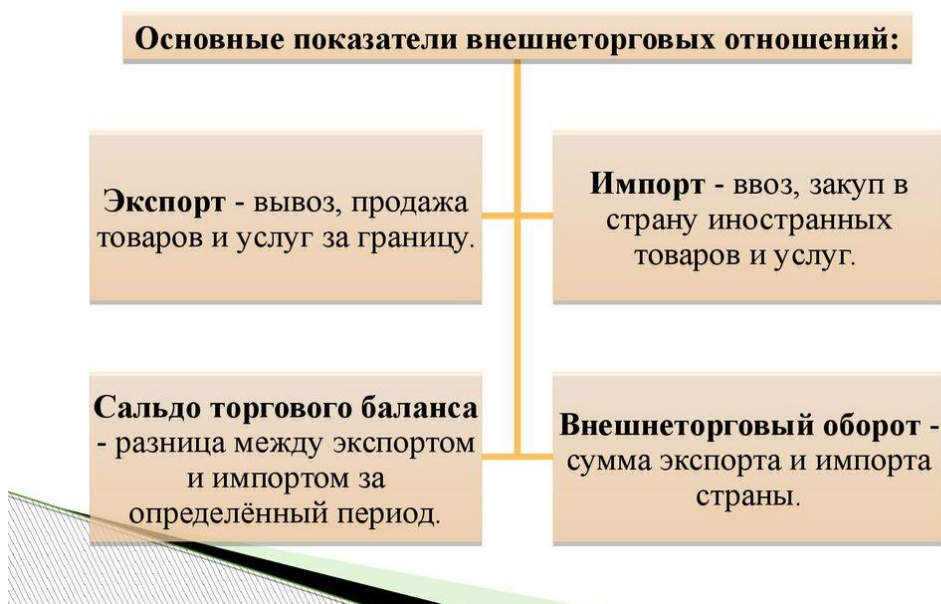 Основные показатели внешнеторговых отношений:
Экспорт - вывоз, продажа
товаров и услуг за границу.
Импорт - ввоз, закуп в
страну иностранных
товаров и услуг.
Сальдо торгового баланса
- разница между экспортом
и импортом за
определённый период.
Внешнеторговый оборот -
сумма экспорта и импорта
страны.